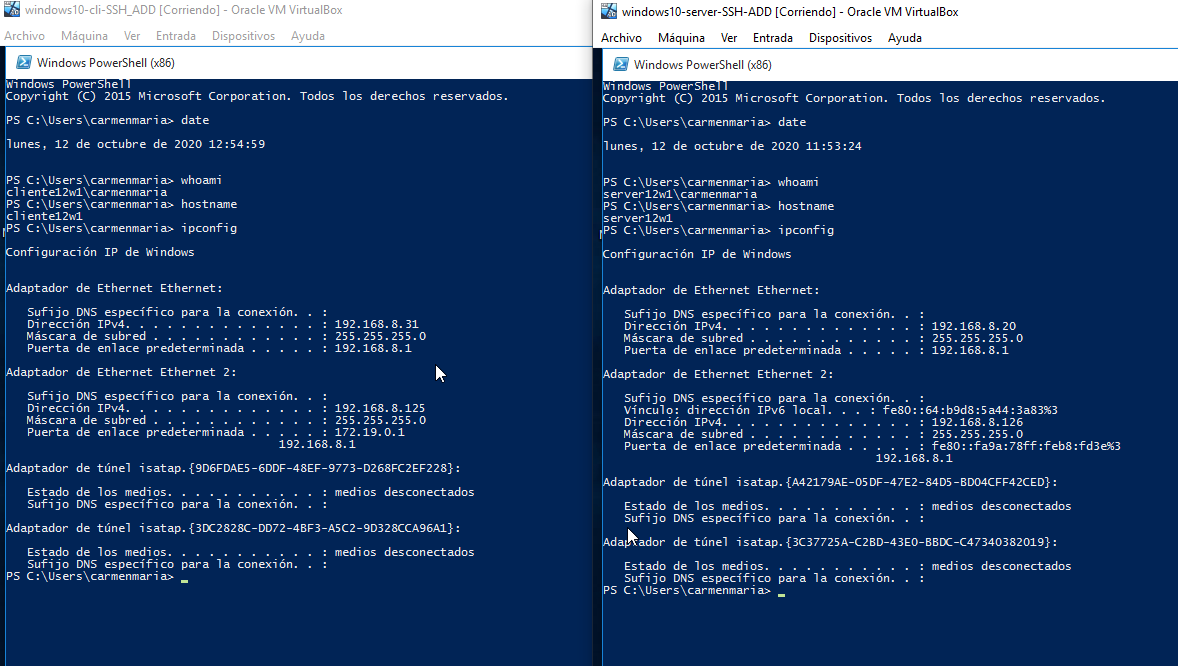 windows10-cli-SSH_ADD [Corriendo] - Oracle VM VirtualBox
Archivo Máquina Ver Entrada Dispositivos Ayuda
Windows PowerShell (x86)
Windows PowerShell
Copyright (C) 2015 Microsoft Corporation. Todos los derechos reservados.
PS C:\Users\carmenmaria> date
lunes, 12 de octubre de 2020 12:54:59
PS C:\Users\carmenmaria> whoami
cliente12w1\carmenmaria
PS C:\Users\carmenmaria> hostname
cliente12w1
PS C:\Users\carmenmaria> ipconfig
Configuración IP de Windows
Adaptador de Ethernet Ethernet:
Sufijo DNS específico para la conexión. . :
Dirección IPv4. . . . . . . . . . . . . . : 192.168.8.31
Máscara de subred . . . . . . . . . . . . : 255.255.255.0
Puerta de enlace predeterminada . . . . . : 192.168.8.1
Adaptador de Ethernet Ethernet 2:
Sufijo DNS específico para la conexión. . :
Dirección IPv4. . . . . . . . . . . . . . : 192.168.8.125
Máscara de subred . . . . . . . . . . . . : 255.255.255.0
Puerta de enlace predeterminada . . . . . : 172.19.0.1
192.168.8.1
Adaptador de túnel isatap.{9D6FDAE5-6DDF-48EF-9773-D268FC2EF228}:
Estado de los medios. . . . . . . . . . . : medios desconectados
Sufijo DNS específico para la conexión. . :
Adaptador de túnel isatap.{3DC2828C-DD72-4BF3-A5C2-9D328CCA96A1}:
Estado de los medios. . . . . . . . . . . : medios desconectados
Sufijo DNS específico para la conexión. . :
PS C:\Users\carmenmaria>
windows10-server-SSH-ADD [Corriendo] - Oracle VM VirtualBox
Archivo Máquina Ver Entrada Dispositivos Ayuda
Windows PowerShell (x86)
Windows PowerShell
Copyright (C) 2015 Microsoft Corporation. Todos los derechos reservados.
PS C:\Users\carmenmaria> date
lunes, 12 de octubre de 2020 11:53:24
PS C:\Users\carmenmaria> whoami
server12w1\carmenmaria
PS C:\Users\carmenmaria> hostname
server12w1
PS C:\Users\carmenmaria> ipconfig
Configuración IP de Windows
Adaptador de Ethernet Ethernet:
Sufijo DNS específico para la conexión. . :
Dirección IPv4. . . . . . . . . . . . . . : 192.168.8.20
Máscara de subred . . . . . . . . . . . . : 255.255.255.0
Puerta de enlace predeterminada . . . . . : 192.168.8.1
Adaptador de Ethernet Ethernet 2:
Sufijo DNS específico para la conexión. . :
Vínculo: dirección IPv6 local. . . : fe80::64:b9d8:5a44:3a83%3
Dirección IPv4. . . . . . . . . . . . . . : 192.168.8.126
Máscara de subred . . . . . . . . . . . . : 255.255.255.0
Puerta de enlace predeterminada . . . . . : fe80::fa9a:78ff:feb8:fd3e%3
192.168.8.1
Adaptador de túnel isatap.{A42179AE-05DF-47E2-84D5-BD04CFF42CED}:
Estado de los medios. . . . . . . . . . . : medios desconectados
Sufijo DNS específico para la conexión. . :
Adaptador de túnel isatap.{3C37725A-C2BD-43E0-BBDC-C47340382019}:
Estado de los medios. . . . . . . . . . . : medios desconectados
Sufijo DNS específico para la conexión. . :
PS C:\Users\carmenmaria>